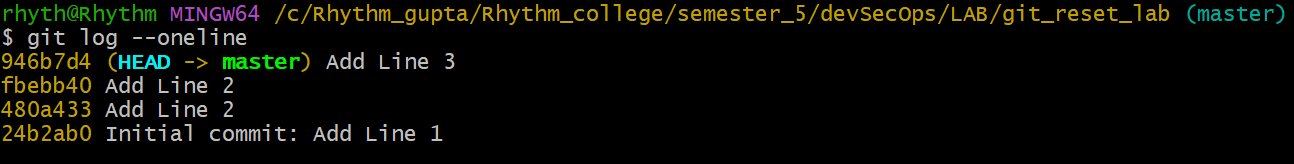 rhyth@Rhythm MINGW64 /c/Rhythm_gupta/Rhythm_college/semester_5/devSecOps/LAB/git_reset_lab (master)
$ git log --oneline
946b7d4 (HEAD -> master) Add Line 3
fbebb40 Add Line 2
480a433 Add Line 2
24b2ab0 Initial commit: Add Line 1